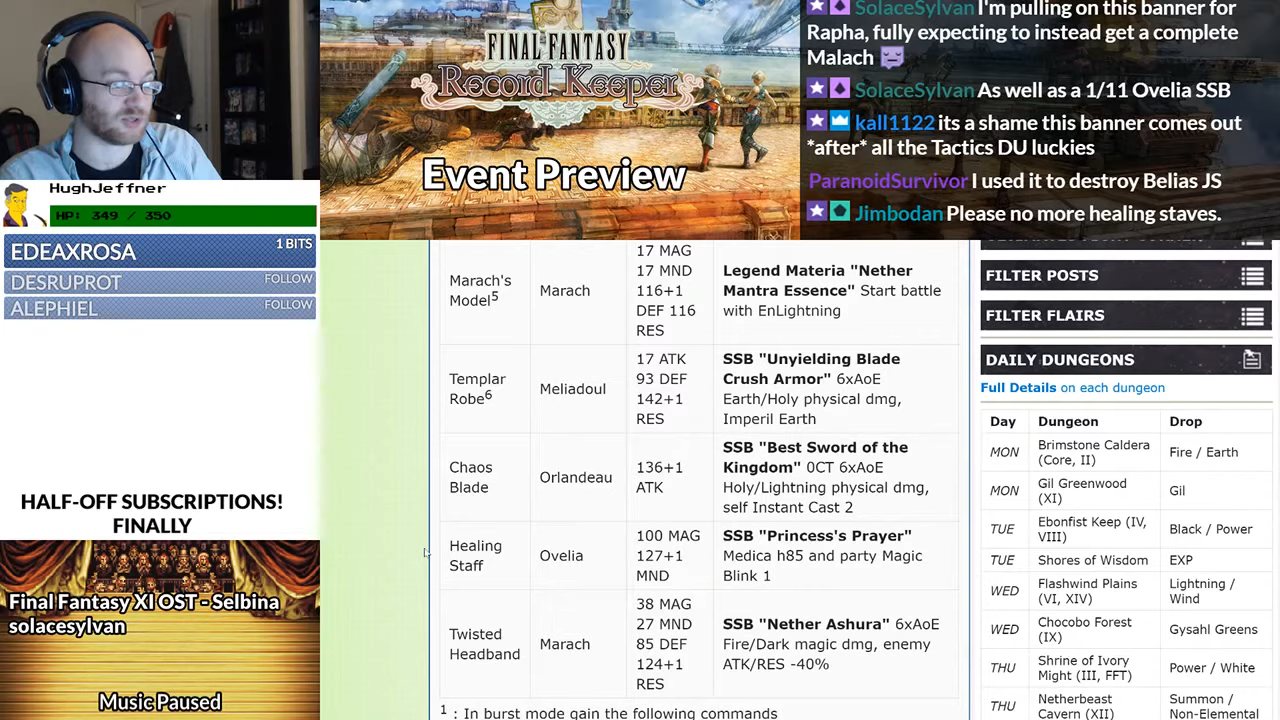 FINAL FANTASY
Record Keeper
Event Preview
SolaceSylvan I'm pulling on this banner for
Rapha, fully expecting to instead get a complete
Malach
SolaceSylvan As well as a 1/11 Ovelia SSB
kall1122 its a shame this banner comes out
*after* all the Tactics DU luckies
ParanoidSurvivor I used it to destroy Belias JS
Jimbodan Please no more healing staves.
HughJeffner
HP: 349 / 350
EDEAXROSA 1 BITS
DESRUPROT FOLLOW
ALEPHIEL FOLLOW
HALF-OFF SUBSCRIPTIONS!
FINALLY
Final Fantasy XI OST - Selbina
solacesylvan
Music Paused
Marach's
Model5
Marach
17 MAG
17 MND
116+1
DEF 116
RES
Legend Materia "Nether
Mantra Essence" Start battle
with EnLightning
Templar
Robe6
Meliadoul
17 ATK
93 DEF
142+1
RES
SSB "Unyielding Blade
Crush Armor" 6xAoE
Earth/Holy physical dmg,
Imperil Earth
Chaos
Blade
Orlandeau
136+1
ATK
SSB "Best Sword of the
Kingdom" 0CT 6xAoE
Holy/Lightning physical dmg,
self Instant Cast 2
Healing
Staff
Ovelia
100 MAG
127+1
MND
SSB "Princess's Prayer"
Medica h85 and party Magic
Blink 1
Twisted
Headband
Marach
38 MAG
27 MND
85 DEF
124+1
RES
SSB "Nether Ashura" 6xAoE
Fire/Dark magic dmg, enemy
ATK/RES -40%
1 : In burst mode gain the following commands
FILTER POSTS
FILTER FLAIRS
DAILY DUNGEONS
Full Details on each dungeon
Day Dungeon Drop
MON Brimstone Caldera
(Core, II) Fire / Earth
MON Gil Greenwood
(XI) Gil
TUE Ebonfist Keep (IV,
VIII) Black / Power
TUE Shores of Wisdom EXP
WED Flashwind Plains
(VI, XIV) Lightning /
Wind
WED Chocobo Forest
(IX) Gysahl Greens
THU Shrine of Ivory
Might (III, FFT) Power / White
THU Netherbeast
Cavern (XII) Summon /
Non-Elemental